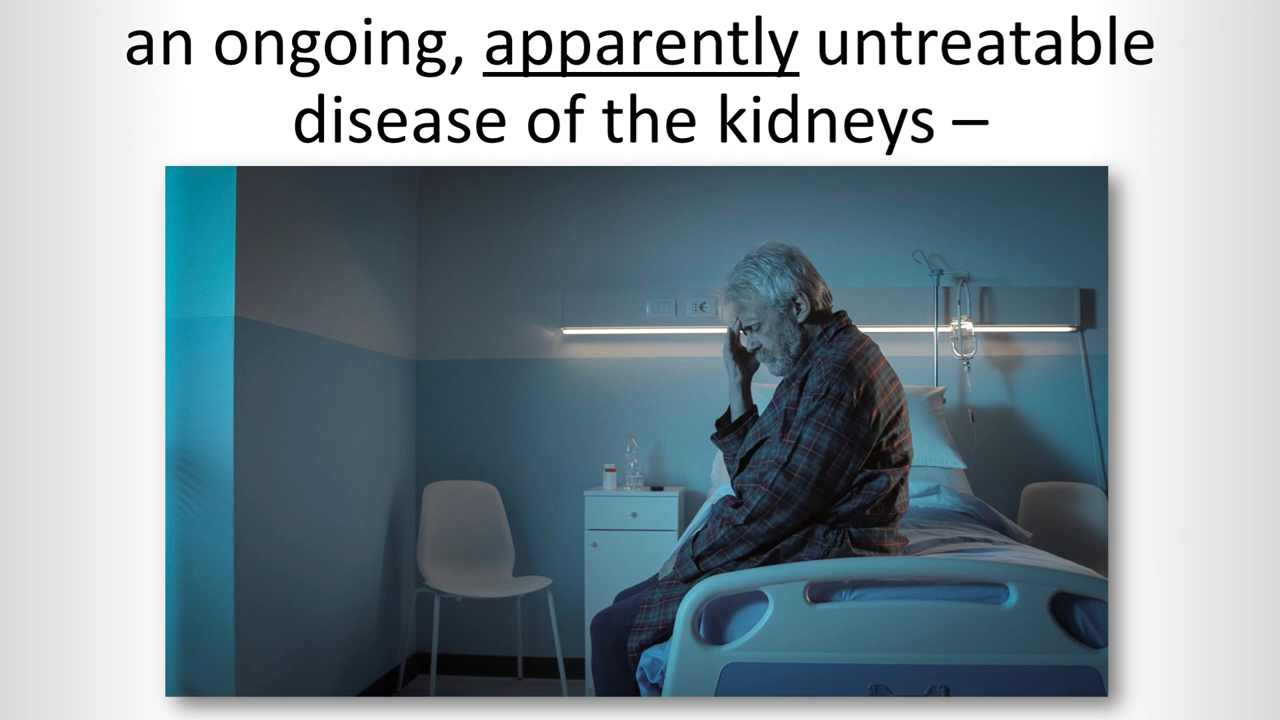 an ongoing, apparently untreatable
disease of the kidneys –